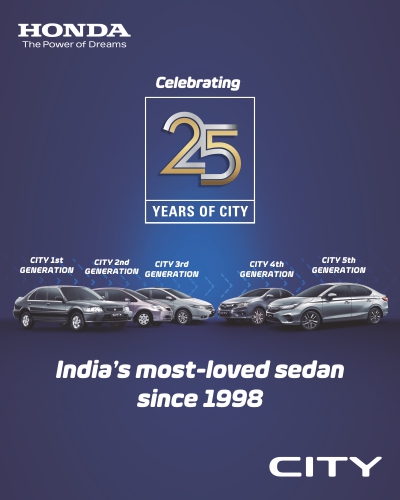 HONDA
The Power of Dreams
Celebrating
25
YEARS OF CITY
CITY 1st
GENERATION
CITY 2nd
GENERATION
CITY 3rd
GENERATION
CITY 4th
GENERATION
CITY 5th
GENERATION
India's most-loved sedan
since 1998
CITY